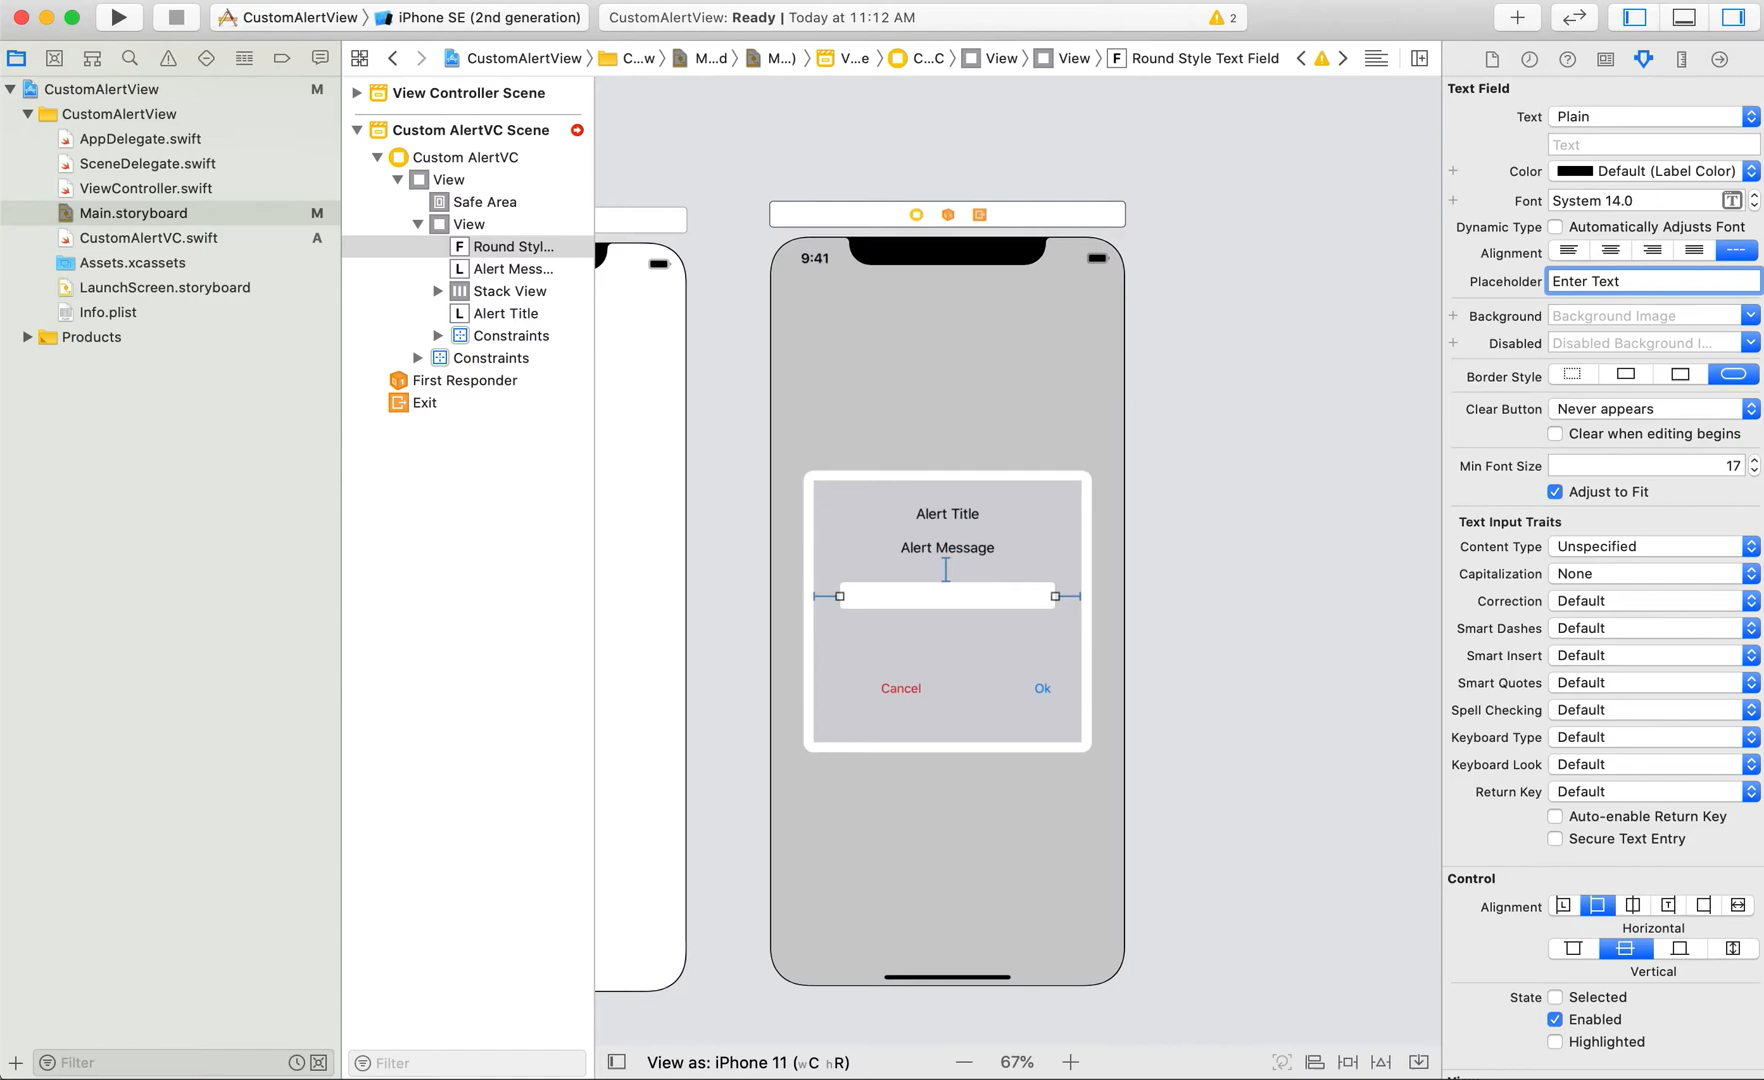 CustomAlertView
iPhone SE (2nd generation)
CustomAlertView: Ready | Today at 11:12 AM
2
CustomAlertView
C...w
M...d
M...)
V...e
C...C
View
View
F
Round Style Text Field
CustomAlertView
M
CustomAlertView
AppDelegate.swift
SceneDelegate.swift
ViewController.swift
Main.storyboard
M
CustomAlertVC.swift
A
Assets.xcassets
LaunchScreen.storyboard
Info.plist
Products
Filter
View Controller Scene
Custom AlertVC Scene
Custom AlertVC
View
Safe Area
View
F Round Styl...
L Alert Mess...
Stack View
L Alert Title
Constraints
Constraints
First Responder
Exit
Filter
9:41
Alert Title
Alert Message
Cancel
Ok
View as: iPhone 11 (wC hR)
67%
Text Field
Text Plain
Text
Color Default (Label Color)
Font System 14.0 T
Dynamic Type Automatically Adjusts Font
Alignment
Placeholder Enter Text
Background Background Image
Disabled Disabled Background I...
Border Style
Clear Button Never appears
Clear when editing begins
Min Font Size 17
Adjust to Fit
Text Input Traits
Content Type Unspecified
Capitalization None
Correction Default
Smart Dashes Default
Smart Insert Default
Smart Quotes Default
Spell Checking Default
Keyboard Type Default
Keyboard Look Default
Return Key Default
Auto-enable Return Key
Secure Text Entry
Control
Alignment L T
Horizontal
Vertical
State Selected
Enabled
Highlighted